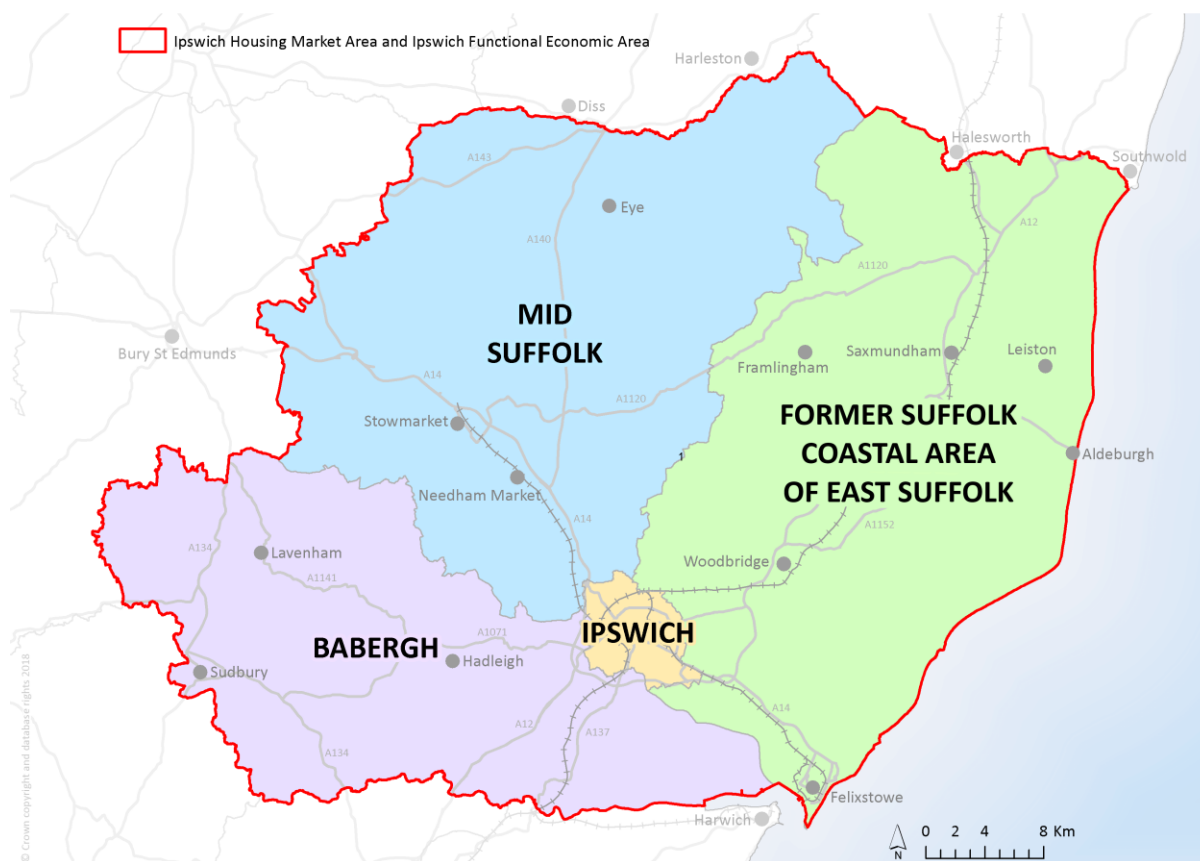 Ipswich Housing Market Area and Ipswich Functional Economic Area
Harleston
Diss
Halesworth
Southwold
A143
Eye
A12
A140
A1120
MID
SUFFOLK
Bury St Edmunds
Framlingham
Saxmundham
Leiston
A14
A1120
Stowmarket
FORMER SUFFOLK
COASTAL AREA
OF EAST SUFFOLK
1
Aldeburgh
Needham Market
A14
A1152
A134
Lavenham
Woodbridge
A1141
IPSWICH
A1071
BABERGH
Hadleigh
Sudbury
A14
A12
A137
A134
Felixstowe
Harwich
N
0 2 4 8 Km
© Crown copyright and database rights 2018